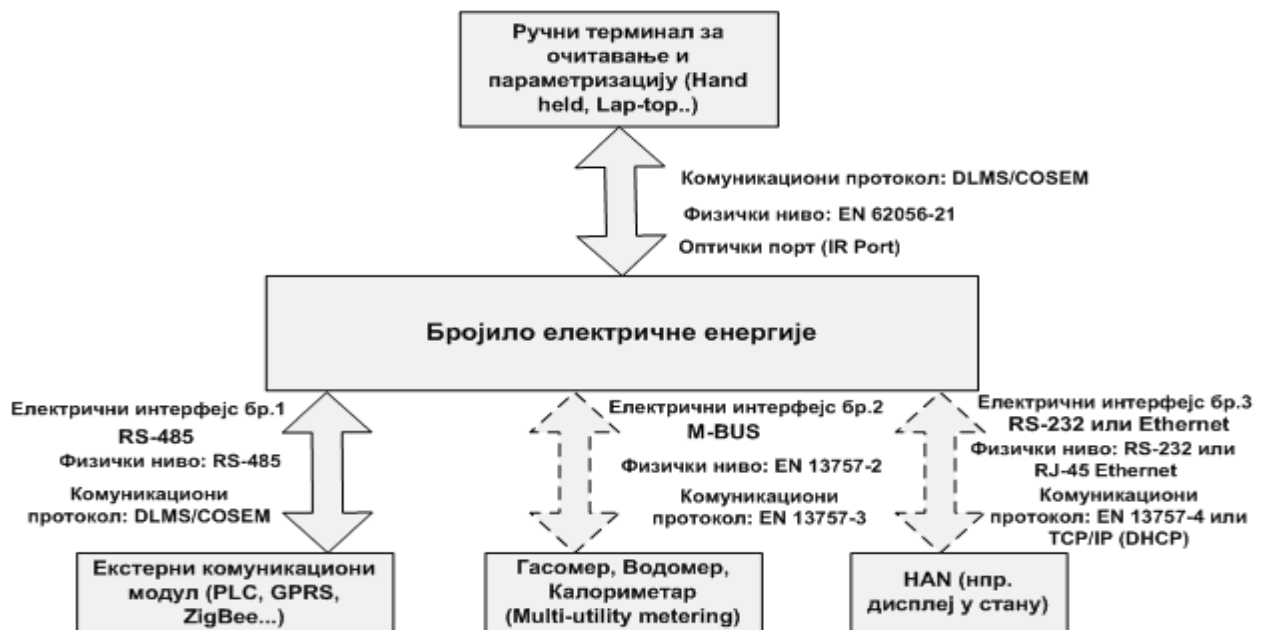 Ручни терминал за
очитавање и
параметризацију (Hand
held, Lap-top..)
Комуникациони протокол: DLMS/COSEM
Физички ниво: EN 62056-21
Оптички порт (IR Port)
Бројило електричне енергије
Електрични интерфејс бр.1
RS-485
Физички ниво: RS-485
Комуникациони
протокол: DLMS/COSEM
Електрични интерфејс бр.2
M-BUS
Физички ниво: EN 13757-2
Комуникациони
протокол: EN 13757-3
Електрични интерфејс бр.3
RS-232 или Ethernet
Физички ниво: RS-232 или
RJ-45 Ethernet
Комуникациони
протокол: EN 13757-4 или
TCP/IP (DHCP)
Екстерни комуникациони
модул (PLC, GPRS,
ZigBee...)
Гасомер, Водомер,
Калориметар
(Multi-utility metering)
HAN (нпр.
дисплеј у стану)